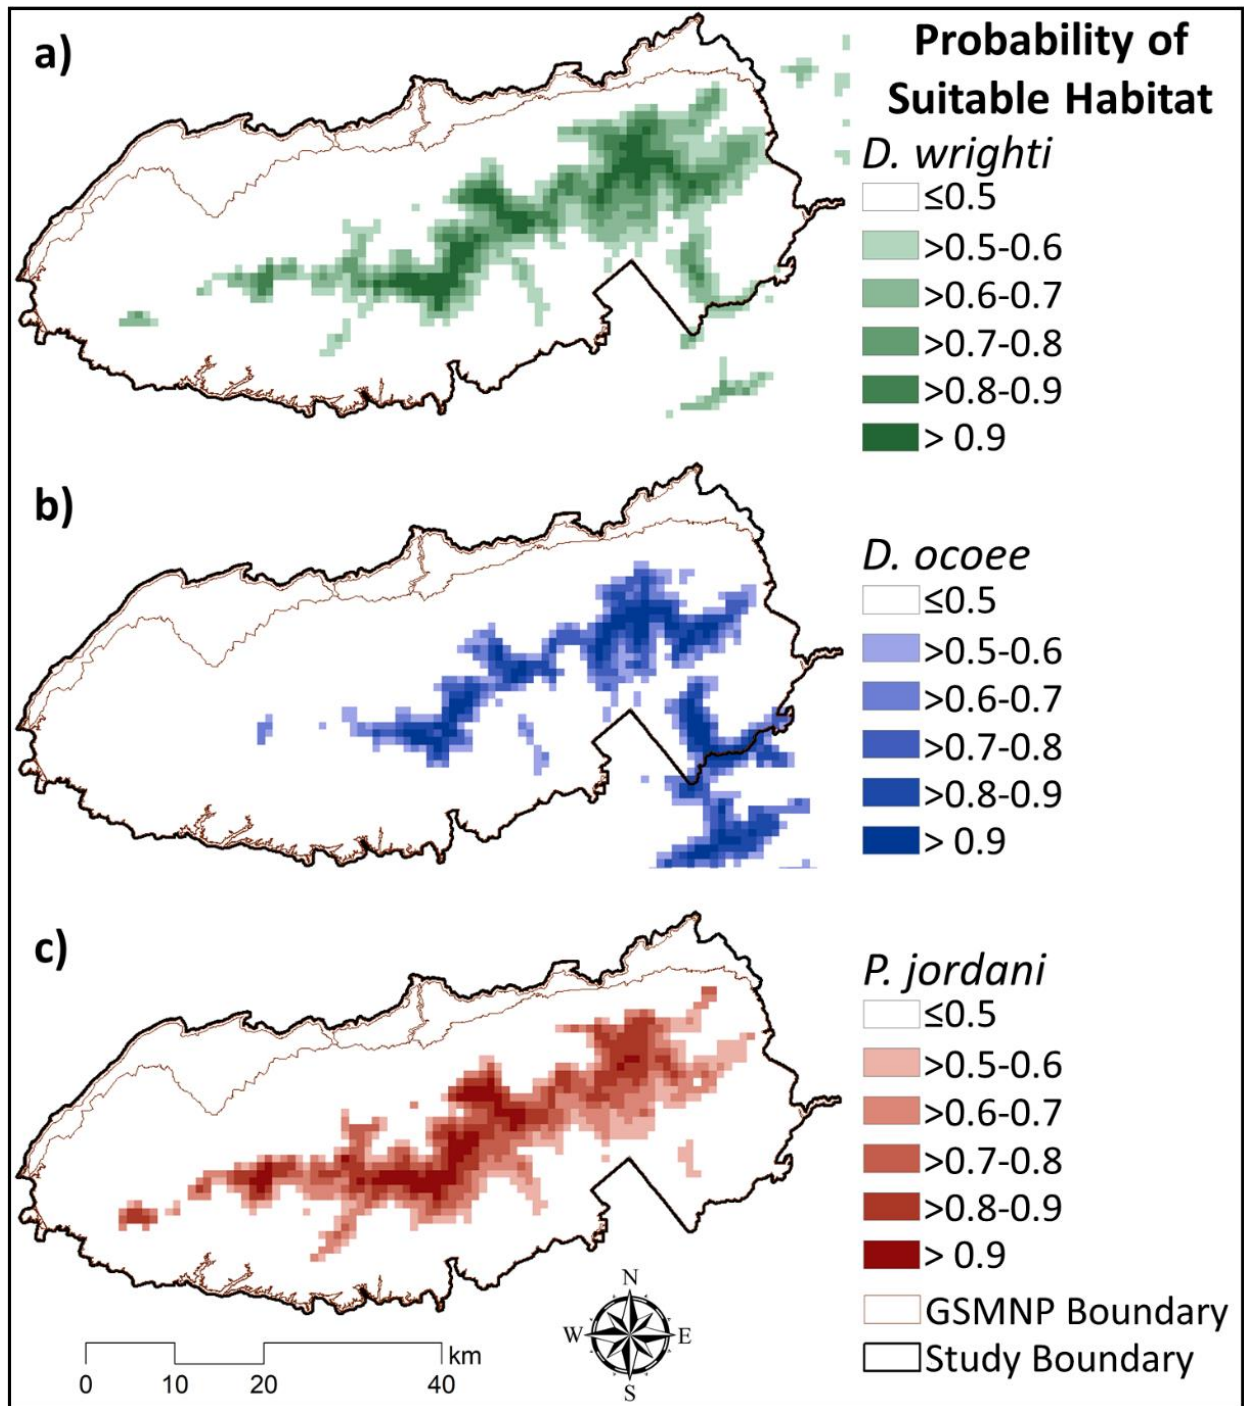 a)
Probability of
Suitable Habitat
D. wrighti
≤0.5
>0.5-0.6
>0.6-0.7
>0.7-0.8
>0.8-0.9
> 0.9
b)
D. ocoee
≤0.5
>0.5-0.6
>0.6-0.7
>0.7-0.8
>0.8-0.9
> 0.9
c)
P. jordani
≤0.5
>0.5-0.6
>0.6-0.7
>0.7-0.8
>0.8-0.9
> 0.9
GSMNP Boundary
Study Boundary
N
W E
S
km
0 10 20 40